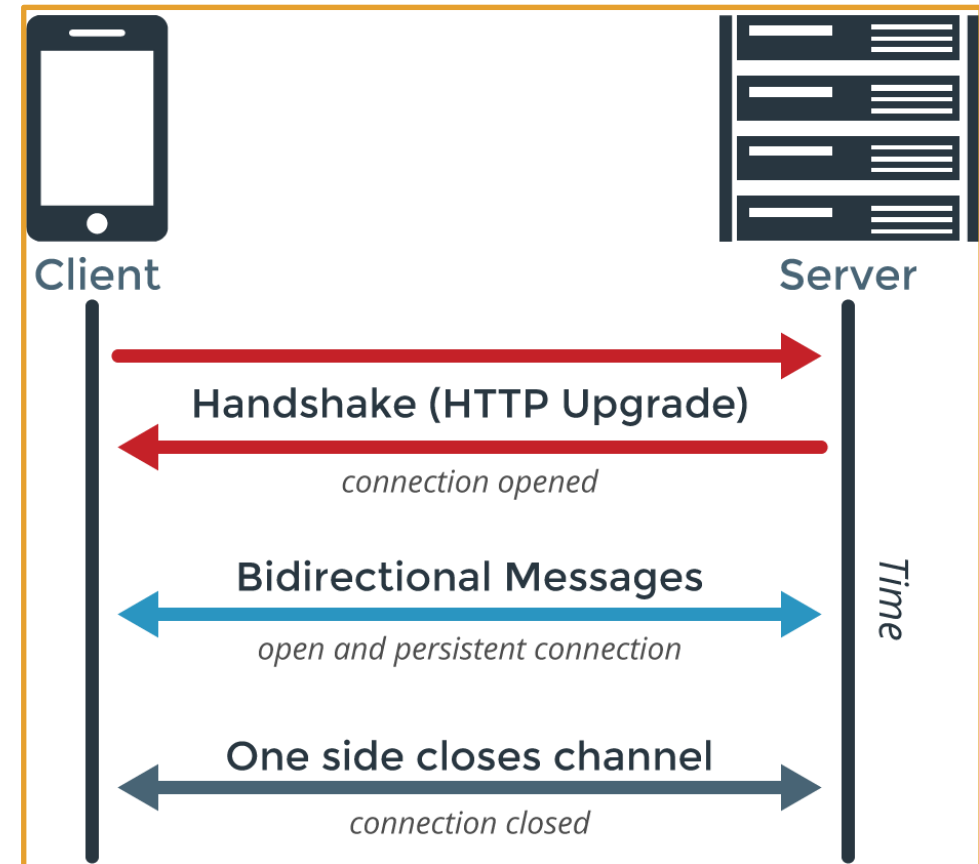 Client
Server
Handshake (HTTP Upgrade)
connection opened
Bidirectional Messages
open and persistent connection
Time
One side closes channel
connection closed